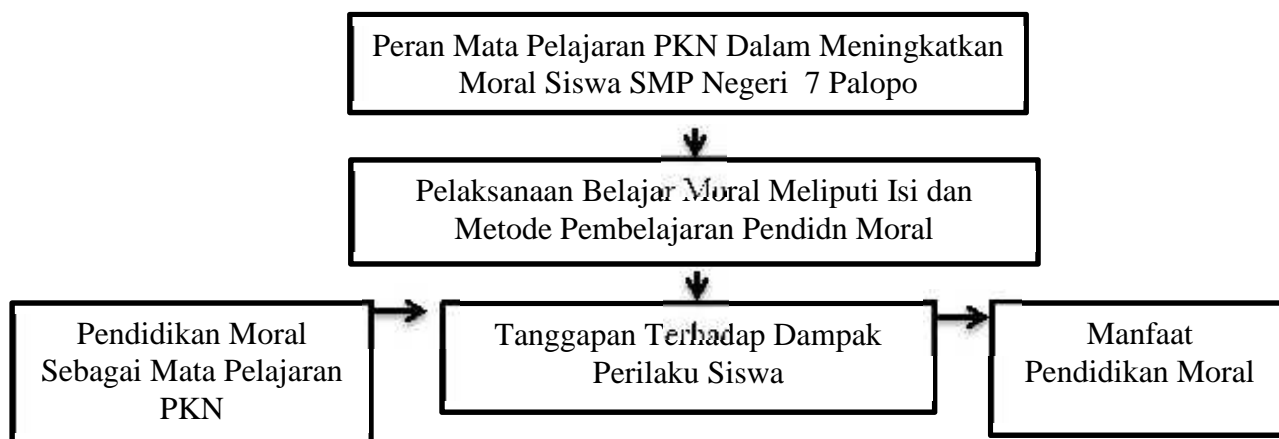 Peran Mata Pelajaran PKN Dalam Meningkatkan
Moral Siswa SMP Negeri 7 Palopo
Pelaksanaan Belajar Moral Meliputi Isi dan
Metode Pembelajaran Pendidn Moral
Pendidikan Moral
Sebagai Mata Pelajaran
PKN
Tanggapan Terhadap Dampak
Perilaku Siswa
Manfaat
Pendidikan Moral